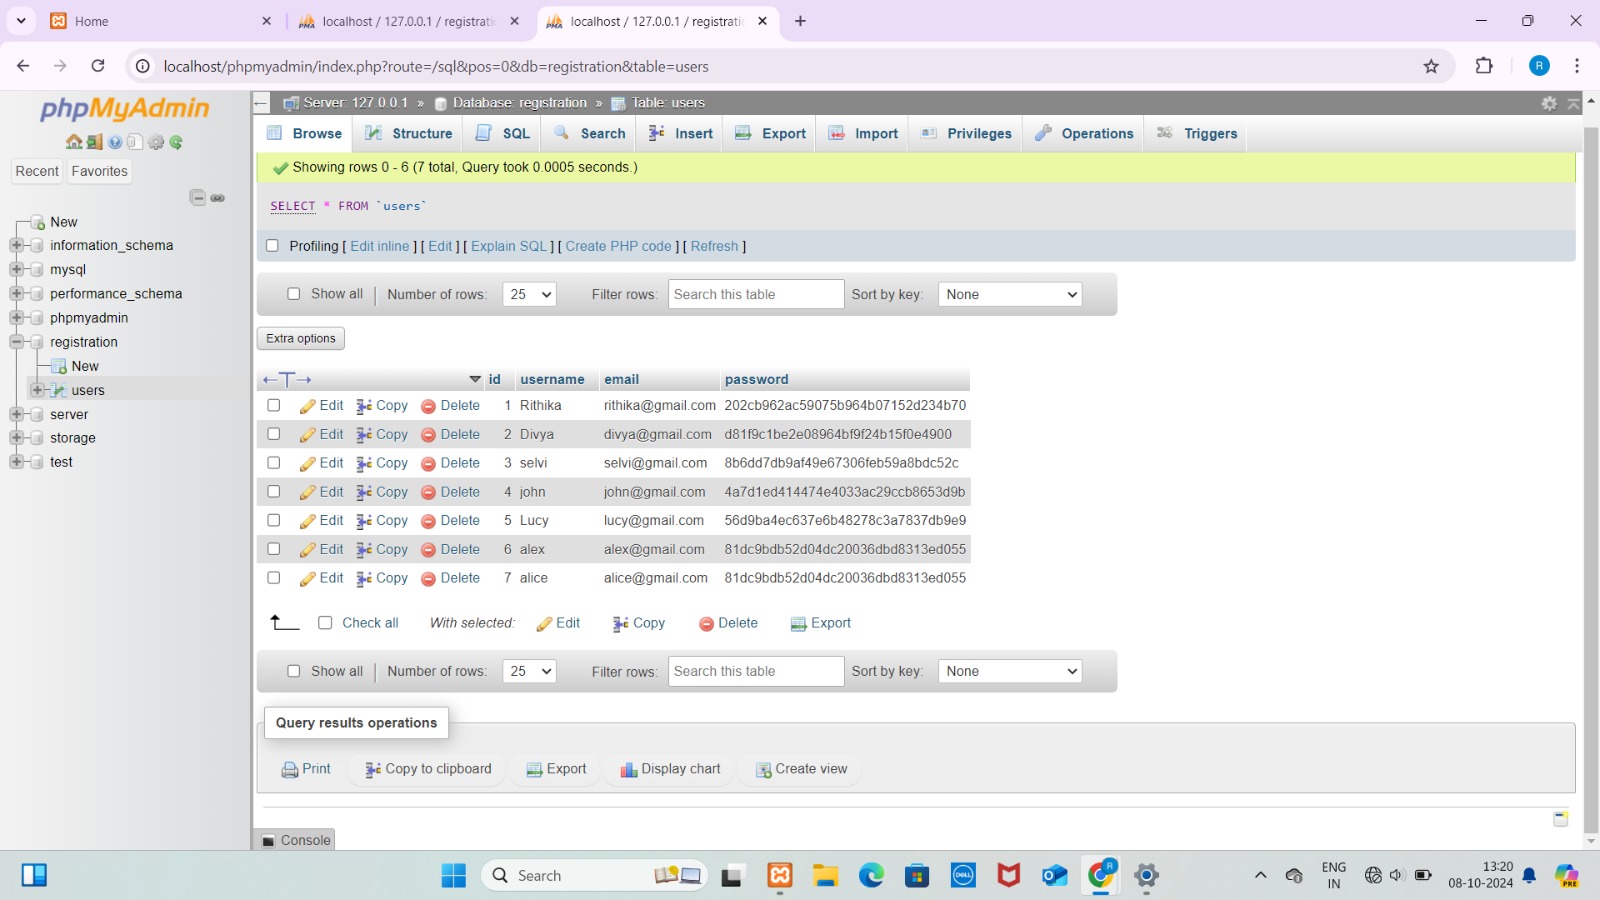 Home
localhost / 127.0.0.1 / registratio
localhost / 127.0.0.1 / registratio
localhost/phpmyadmin/index.php?route=/sql&pos=0&db=registration&table=users
R
phpMyAdmin
Recent Favorites
New
information_schema
mysql
performance_schema
phpmyadmin
registration
New
users
server
storage
test
Server: 127.0.0.1 » Database: registration » Table: users
Browse Structure SQL Search Insert Export Import Privileges Operations Triggers
Showing rows 0 - 6 (7 total, Query took 0.0005 seconds.)
SELECT * FROM `users`
Profiling [ Edit inline ] [ Edit ] [ Explain SQL ] [ Create PHP code ] [ Refresh ]
Show all Number of rows: 25 Filter rows: Search this table Sort by key: None
Extra options
←T→ id username email password
Edit Copy Delete 1 Rithika rithika@gmail.com 202cb962ac59075b964b07152d234b70
Edit Copy Delete 2 Divya divya@gmail.com d81f9c1be2e08964bf9f24b15f0e4900
Edit Copy Delete 3 selvi selvi@gmail.com 8b6dd7db9af49e67306feb59a8bdc52c
Edit Copy Delete 4 john john@gmail.com 4a7d1ed414474e4033ac29ccb8653d9b
Edit Copy Delete 5 Lucy lucy@gmail.com 56d9ba4ec637e6b48278c3a7837db9e9
Edit Copy Delete 6 alex alex@gmail.com 81dc9bdb52d04dc20036dbd8313ed055
Edit Copy Delete 7 alice alice@gmail.com 81dc9bdb52d04dc20036dbd8313ed055
Check all With selected: Edit Copy Delete Export
Show all Number of rows: 25 Filter rows: Search this table Sort by key: None
Query results operations
Print Copy to clipboard Export Display chart Create view
Console
Search
DELL
R
ENG
IN
13:20
08-10-2024
PRE